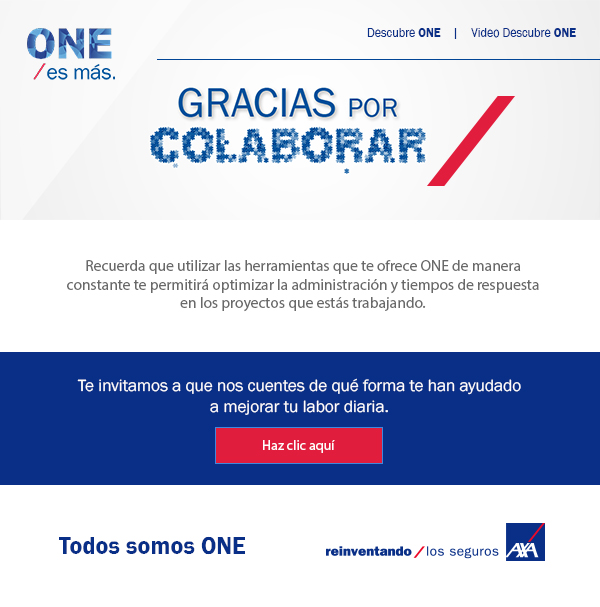 ONE
/es más.
Descubre ONE | Video Descubre ONE
GRACIAS POR
COLABORAR
Recuerda que utilizar las herramientas que te ofrece ONE de manera
constante te permitirá optimizar la administración y tiempos de respuesta
en los proyectos que estás trabajando.
Te invitamos a que nos cuentes de qué forma te han ayudado
a mejorar tu labor diaria.
Haz clic aquí
Todos somos ONE
reinventando / los seguros
AXA